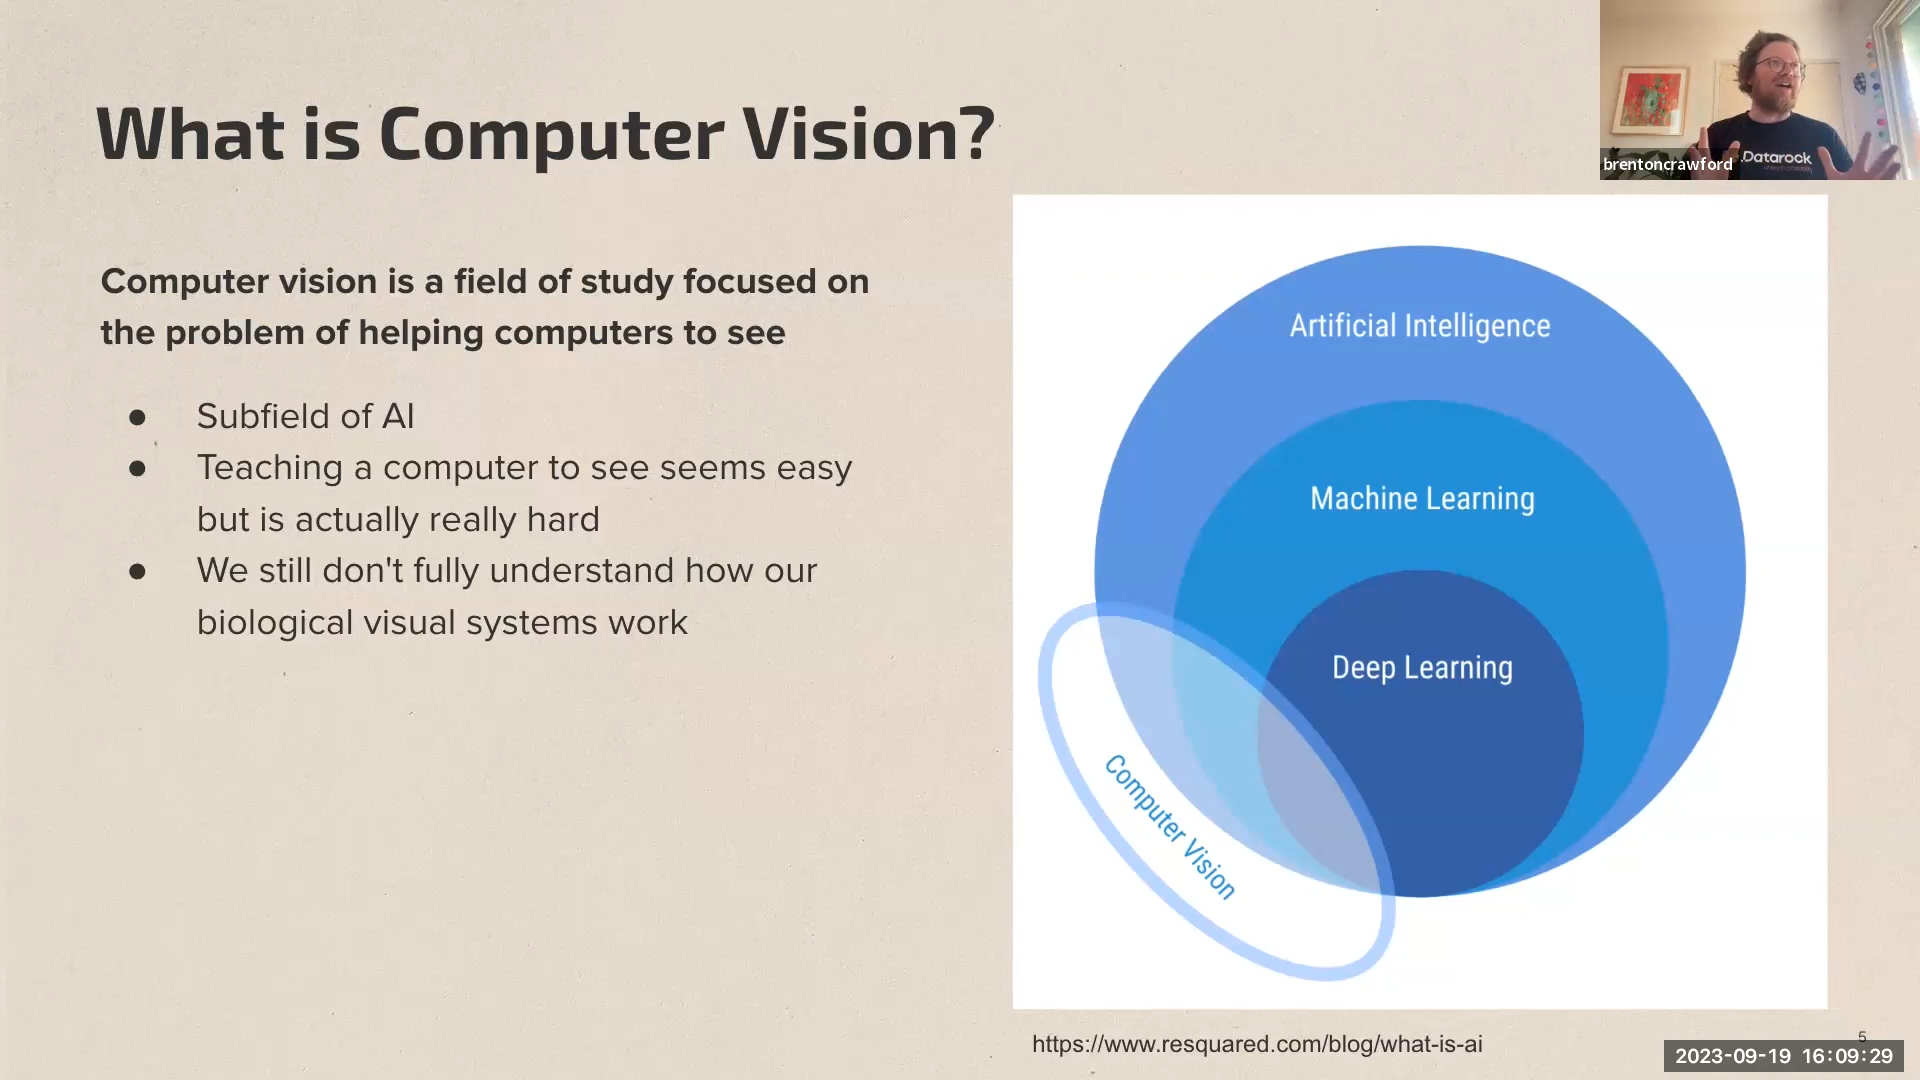 What is Computer Vision?
brentoncrawford
Datarock
Computer vision is a field of study focused on
the problem of helping computers to see
● Subfield of AI
● Teaching a computer to see seems easy
but is actually really hard
● We still don't fully understand how our
biological visual systems work
Artificial Intelligence
Machine Learning
Deep Learning
Computer Vision
https://www.resquared.com/blog/what-is-ai
5
2023-09-19 16:09:29